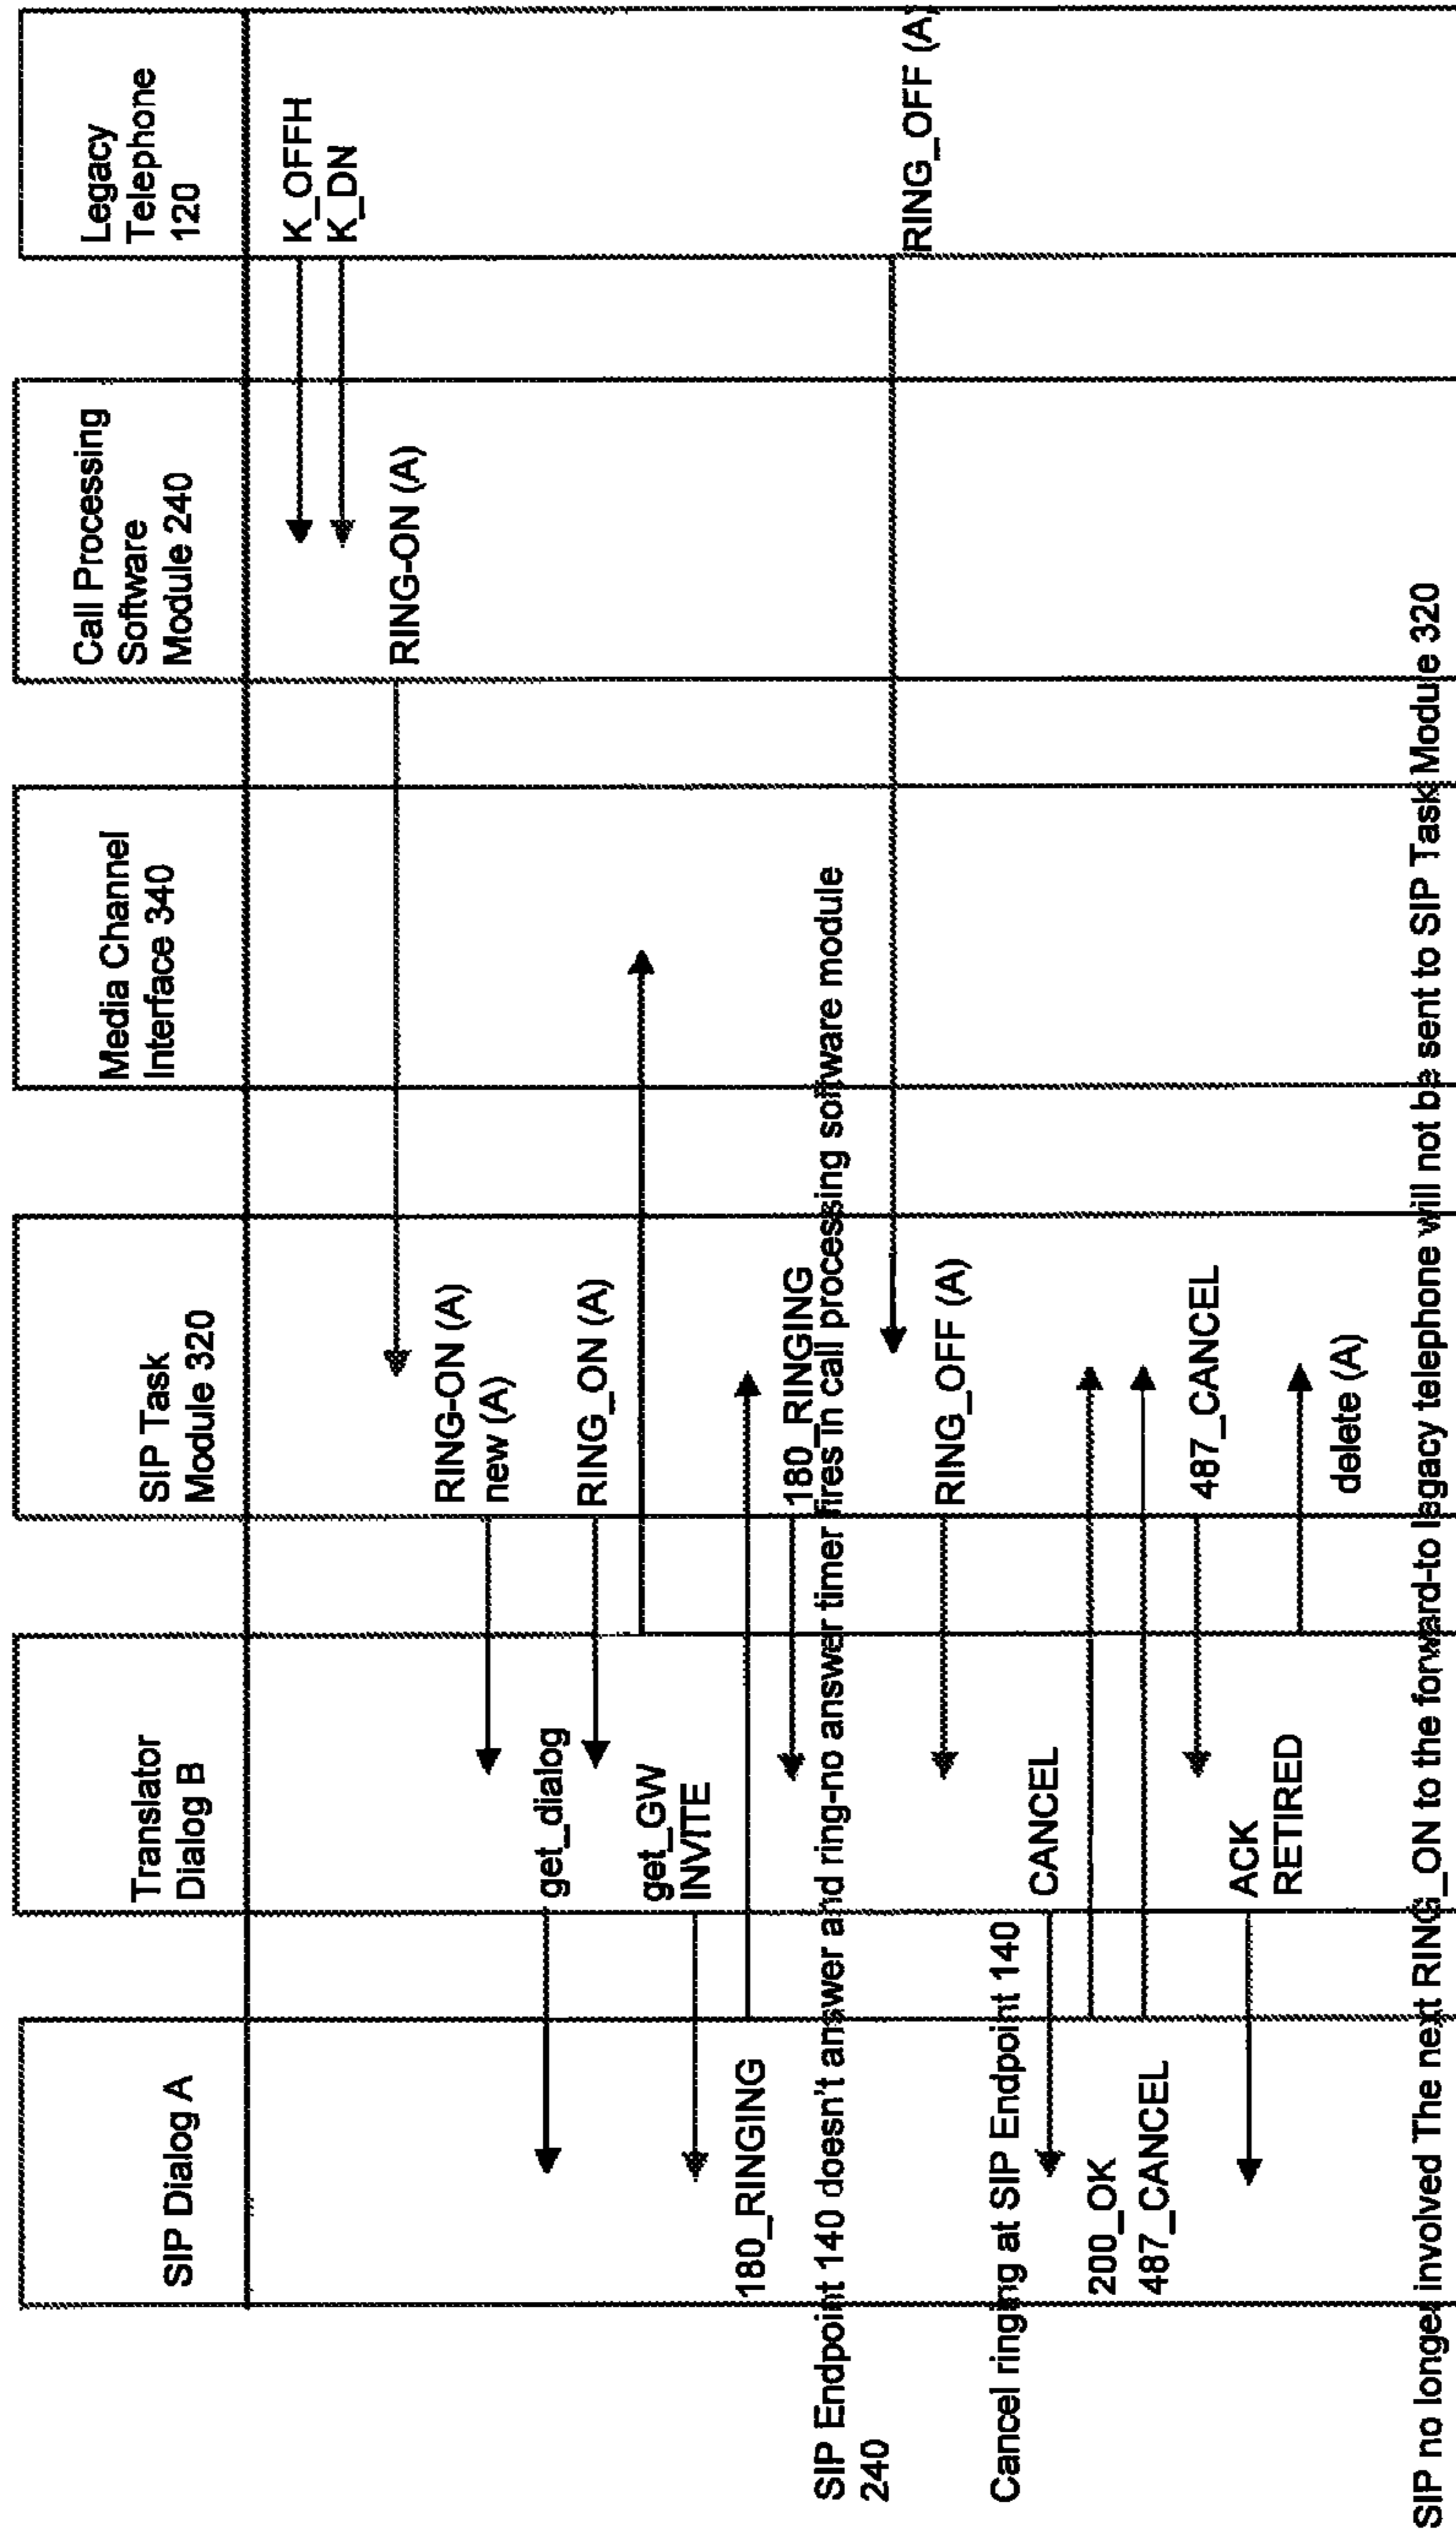 SIP Dialog A
Translator
Dialog B
SIP Task
Module 320
Media Channel
Interface 340
Call Processing
Software
Module 240
Legacy
Telephone
120
K_OFFH
K_DN
RING-ON (A)
RING-ON (A)
new (A)
get_dialog
RING_ON (A)
get_GW
INVITE
180_RINGING
180_RINGING
SIP Endpoint 140 doesn't answer and ring-no answer timer fires in call processing software module
240
RING_OFF (A)
RING_OFF (A)
Cancel ringing at SIP Endpoint 140
CANCEL
200_OK
487_CANCEL
487_CANCEL
ACK
RETIRED
delete (A)
SIP no longer involved The next RING_ON to the forward-to legacy telephone will not be sent to SIP Task Module 320